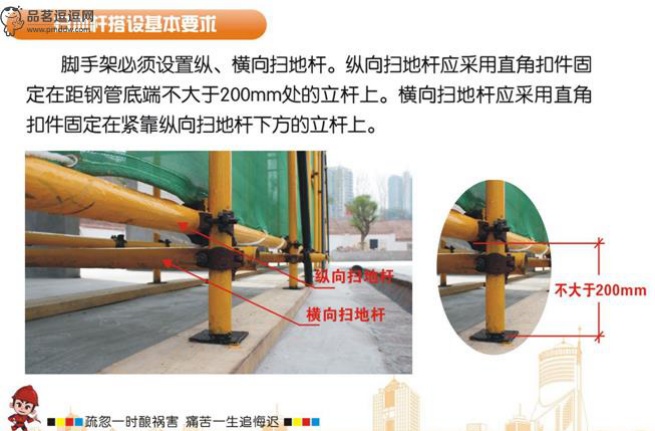 品茗逗逗网
www.pmddw.com
扫地杆搭设基本要求
脚手架必须设置纵、横向扫地杆。纵向扫地杆应采用直角扣件固
定在距钢管底端不大于200mm处的立杆上。横向扫地杆应采用直角
扣件固定在紧靠纵向扫地杆下方的立杆上。
纵向扫地杆
横向扫地杆
不大于200mm
疏忽一时酿祸害 痛苦一生追悔迟